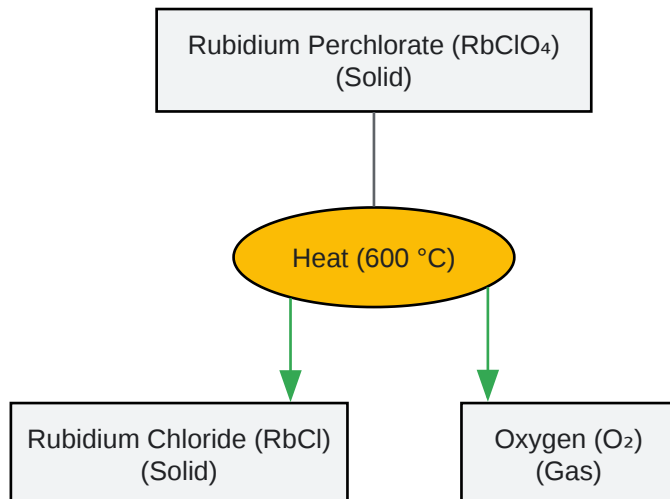 Rubidium Perchlorate (RbClO₄)
(Solid)
Heat (600 °C)
Rubidium Chloride (RbCl)
(Solid)
Oxygen (O₂)
(Gas)